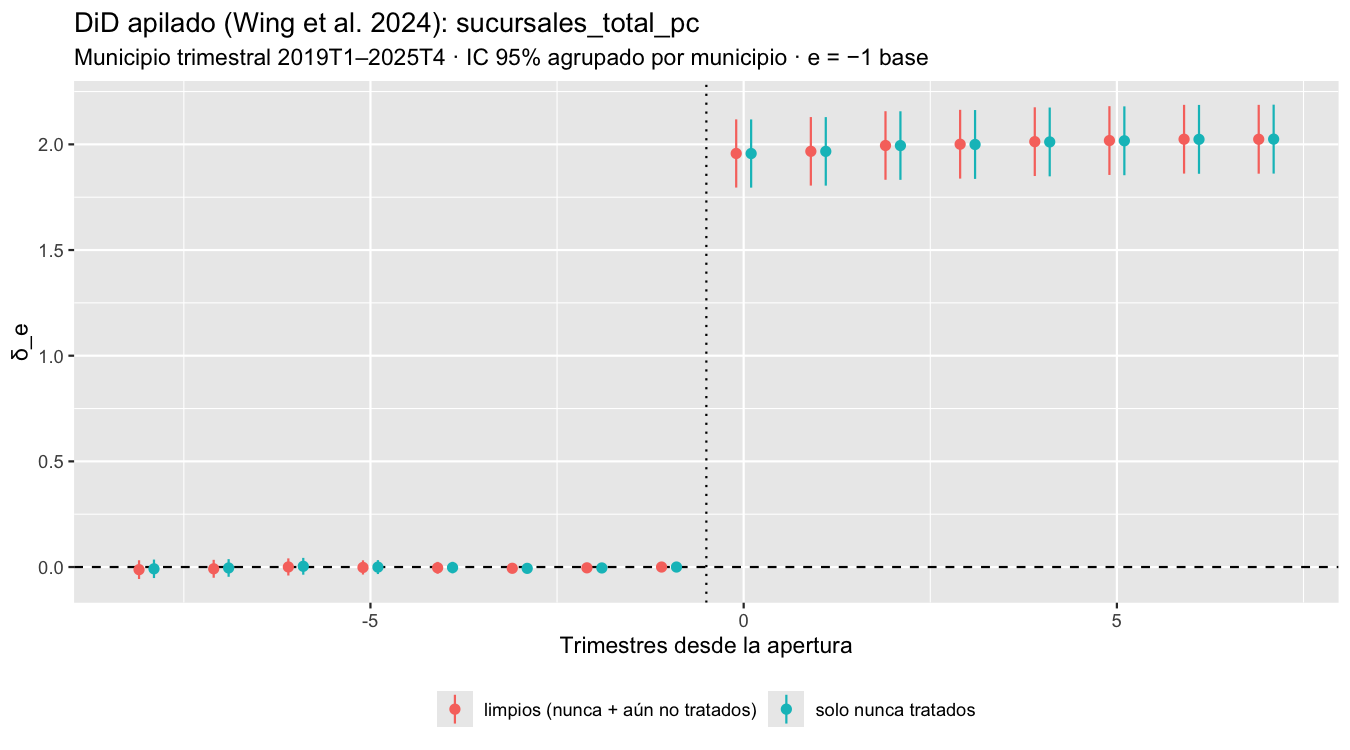 DiD apilado (Wing et al. 2024): sucursales_total_pc
Municipio trimestral 2019T1–2025T4 · IC 95% agrupado por municipio · e = −1 base
δ_e
2.0
1.5
1.0
0.5
0.0
-5
0
5
Trimestres desde la apertura
limpios (nunca + aún no tratados)
solo nunca tratados